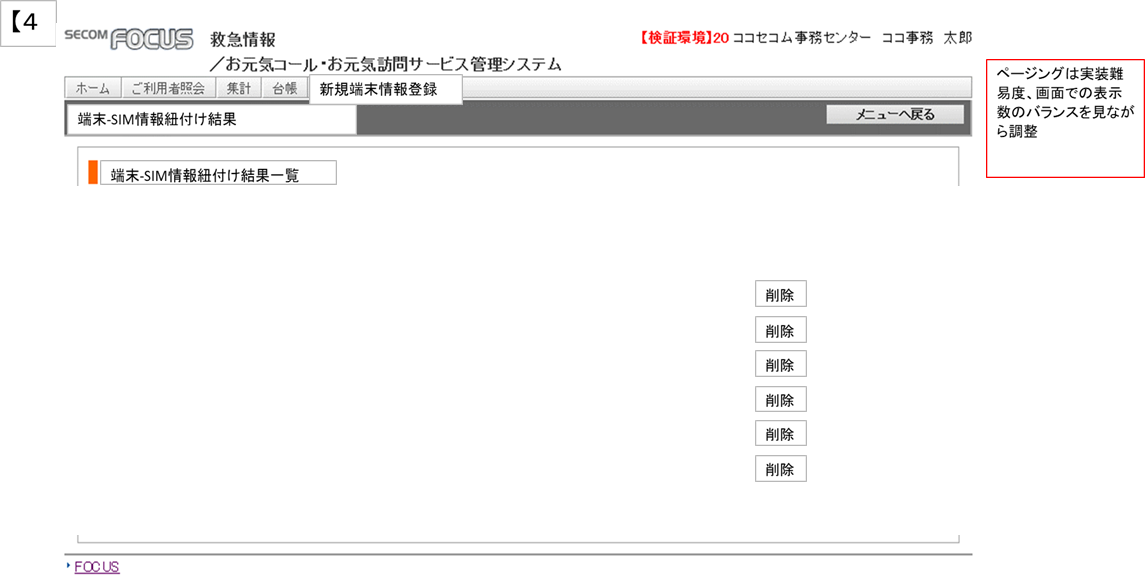 【4
SECOM FOCUS 救急情報
／お元気コール・お元気訪問サービス管理システム
【検証環境】20 ココセコム事務センター ココ事務 太郎
ホーム ご利用者照会 集計 台帳 新規端末情報登録
端末-SIM情報紐付け結果
メニューへ戻る
ページングは実装難
易度、画面での表示
数のバランスを見なが
ら調整
端末-SIM情報紐付け結果一覧
削除
削除
削除
削除
削除
削除
FOCUS